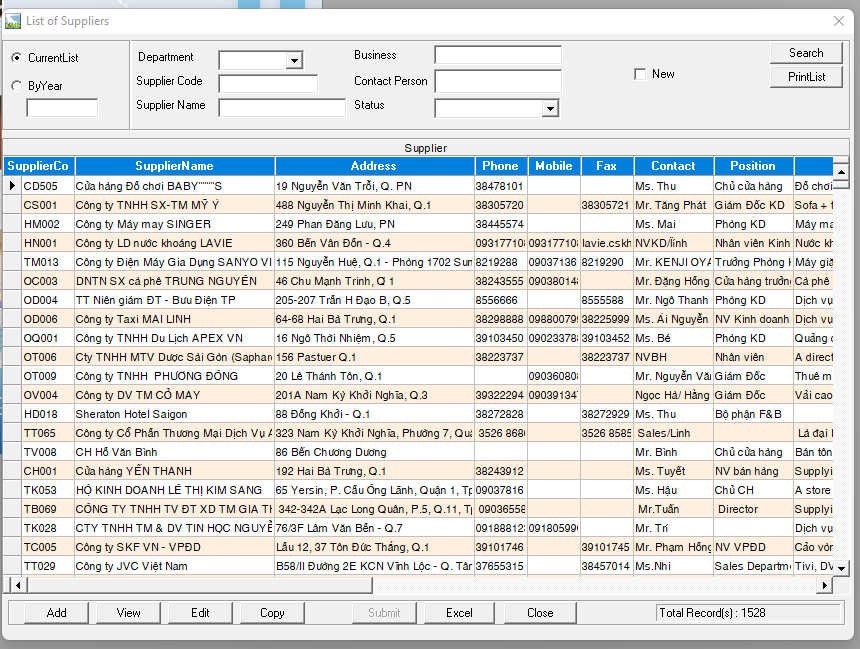 List of Suppliers
CurrentList
ByYear
Department
Supplier Code
Supplier Name
Business
Contact Person
Status
New
Search
PrintList
Supplier
SupplierCo SupplierName Address Phone Mobile Fax Contact Position
CD505 Cửa hàng Đồ chơi BABY"""'S 19 Nguyễn Văn Trỗi, Q. PN 38478101 Ms. Thu Chủ cửa hàng Đồ chơi
CS001 Công ty TNHH SX-TM MỸ Ý 488 Nguyễn Thị Minh Khai, Q.1 38305720 38305721 Mr. Tăng Phát Giám Đốc KD Sofa +
HM002 Công ty Máy may SINGER 249 Phan Đăng Lưu, PN 38445574 Ms. Mai Phòng KD Máy ma
HN001 Công ty LD nước khoáng LAVIE 360 Bến Vân Đồn - Q.4 09317710 09317710 lavie.cskh NVKD/lĩnh Nhân viên Kinh Nước kh
TM013 Công ty Điện Máy Gia Dụng SANYO VI 115 Nguyễn Huệ, Q.1 - Phòng 1702 Sun 8219288 09037136 8219290 Mr. KENJI OYA Trưởng Phòng Máy giặ
OC003 DNTN SX cà phê TRUNG NGUYÊN 46 Chu Mạnh Trinh, Q 1 38243555 09038014 Mr. Đặng Hồng Cửa hàng trưởng Cà phê
OD004 TT Niên giám ĐT - Bưu Điện TP 205-207 Trần H Đạo B, Q.5 8556666 8555588 Mr. Ngô Thanh Phòng KD Dịch vụ
OD006 Công ty Taxi MAI LINH 64-68 Hai Bà Trưng, Q.1 38298888 09880079 38225999 Ms. Ái Nguyễn NV Kinh doanh Dịch vụ
OQ001 Công ty TNHH Du Lịch APEX VN 16 Ngô Thời Nhiệm , Q.5 39103450 09023378 39103452 Ms. Bé Phòng KD Quảng
OT006 Cty TNHH MTV Dược Sài Gòn (Saphar 156 Pastuer Q.1 38223737 38223737 NVBH Nhân viên A direct
OT009 Công ty TNHH PHƯƠNG ĐÔNG 20 Lê Thánh Tôn, Q.1 09036080 Mr. Nguyễn Vă Giám Đốc Thuê m
OV004 Công ty DV TM CỎ MAY 201A Nam Kỳ Khởi Nghĩa, Q.3 39322294 09039134 Ngọc Hà/ Hằng Giám Đốc Vải cao
HD018 Sheraton Hotel Saigon 88 Đồng Khởi - Q.1 38272828 38272929 Ms. Thu Bộ phận F&B
TT065 Công ty Cổ Phần Thương Mại Dịch Vụ A 323 Nam Kỳ Khởi Nghĩa, Phường 7, Quậ 3526 868 3526 8585 Sales/Linh Là đại l
TV008 CH Hồ Văn Bình 86 Bến Chương Dương Mr. Bình Chủ cửa hàng Bán tôn
CH001 Cửa hàng YẾN THANH 192 Hai Bà Trưng, Q.1 38243912 Ms. Tuyết NV bán hàng Supplyi
TK053 HỘ KINH DOANH LÊ THỊ KIM SANG 65 Yersin, P. Cầu Ông Lãnh, Quận 1, Tp 09037816 Ms. Hậu Chủ CH A store
TB069 CÔNG TY TNHH TV ĐT XD TM GIA TH 342-342A Lạc Long Quân, P.5, Q.11, Tp 09036558 Mr.Tuấn Director Supplyi
TK028 CTY TNHH TM & DV TIN HỌC NGUYỄ 76/3F Lâm Văn Bền - Q.7 09188812 09180599 Mr. Trí Dịch vụ
TC005 Công ty SKF VN - VPĐD Lầu 12, 37 Tôn Đức Thắng, Q.1 39101746 39101745 Mr. Phạm Hồng NV VPĐD Cảo vòn
TT029 Công ty JVC Việt Nam B58/II Đường 2E KCN Vĩnh Lộc - Q. Tân 37655315 38457014 Ms.Nhi Sales Departme Tivi, DV
Add View Edit Copy Submit Excel Close Total Record(s) : 1528